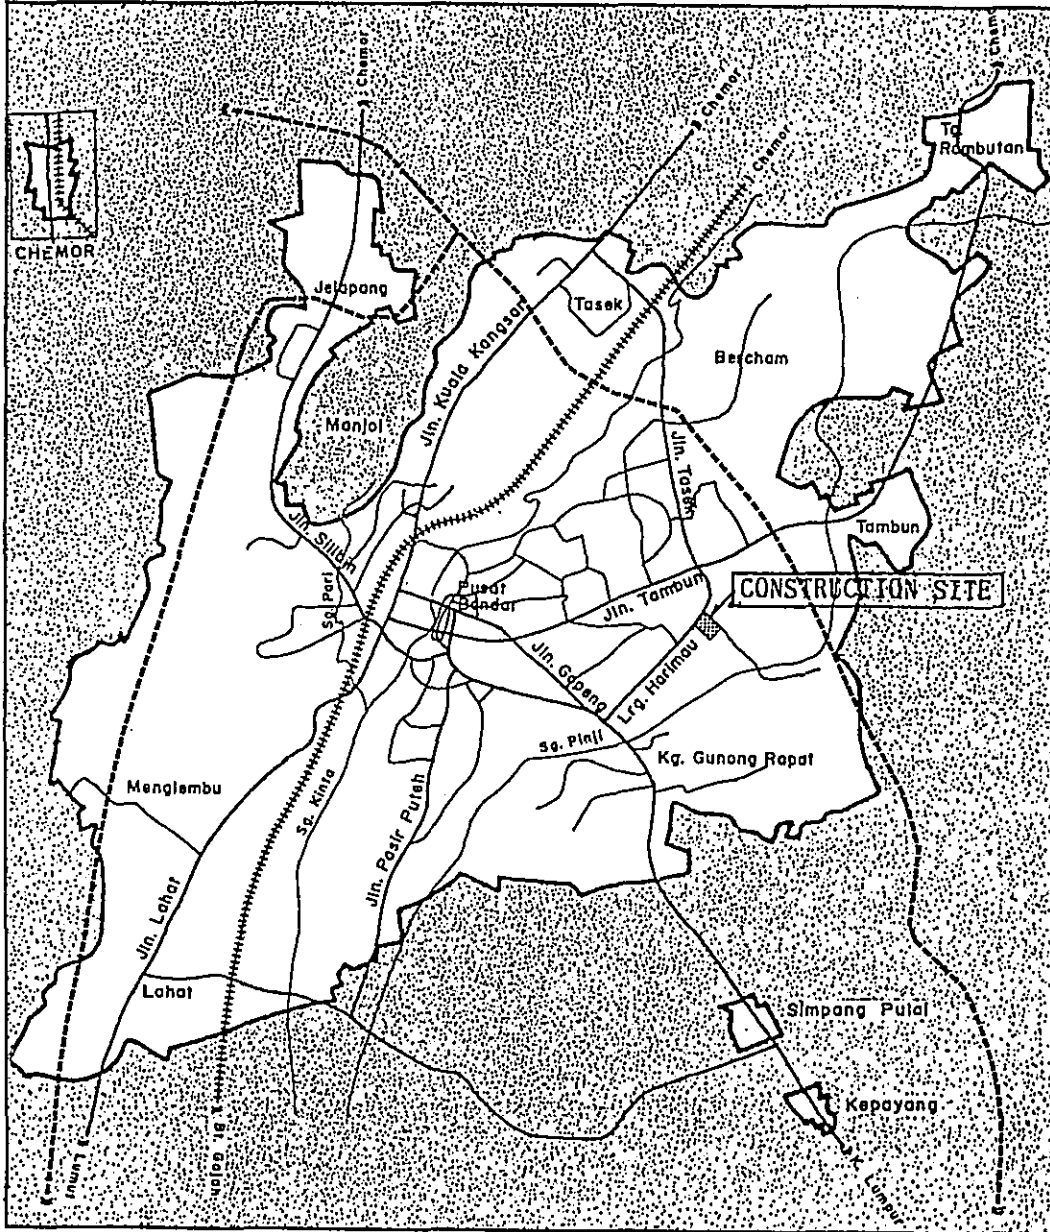 Chemor
Chemor
Chemor
Tg.
Rambutan
CHEMOR
Jelapang
Tasek
Bercham
Jln. Kuala Kangsar
Manjoi
Jln. Tasek
Jln. Silibin
Tambun
Sg. Pari
Pusat
Bandar
Jln. Tambun
CONSTRUCTION SITE
Jln. Gopeng
Lrg. Harimau
Sg. Pinji
Kg. Gunong Rapat
Menglembu
Sg. Kinta
Jln. Pasir Puteh
Jln. Lahat
Lahat
Simpang Pulai
Kepayang
Lumut
Bt. Gajah
K. Lumpur